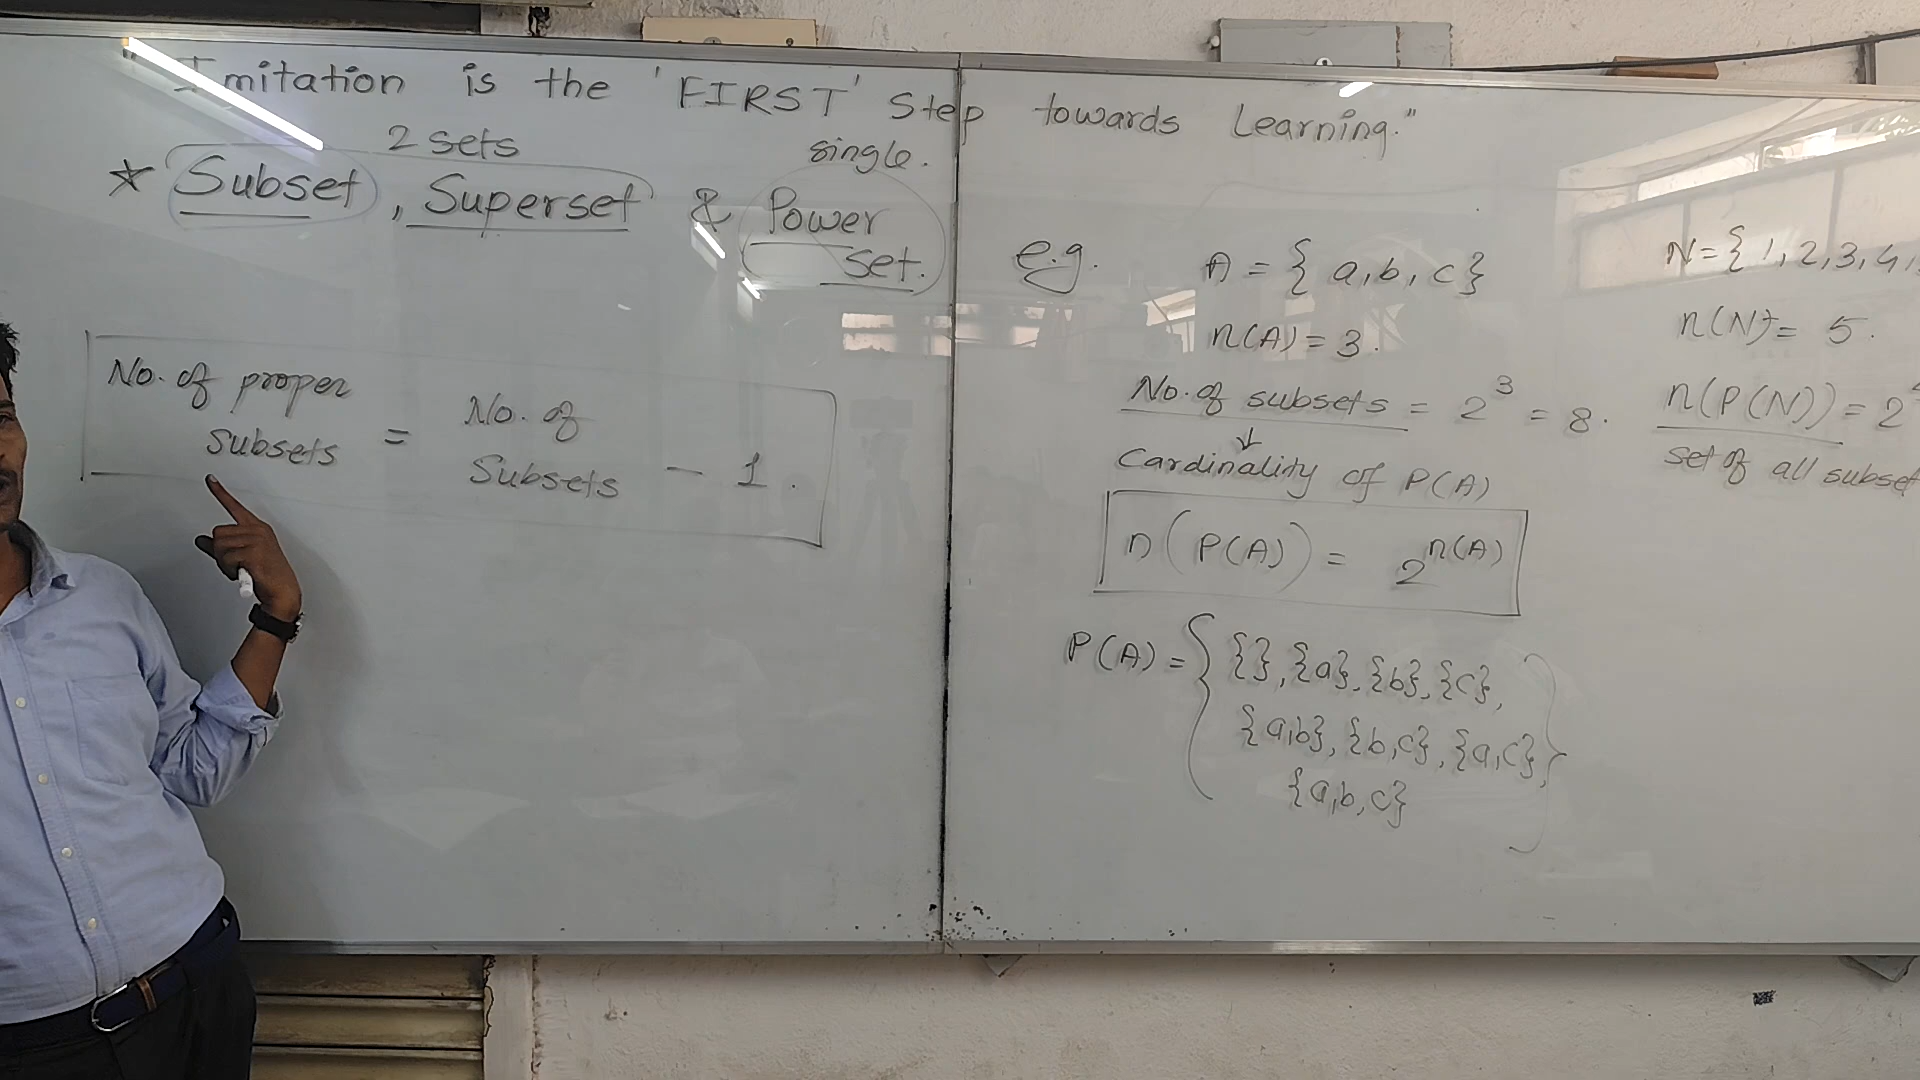 "Imitation is the 'FIRST' Step towards Learning."
2 sets single.
* Subset, Superset & Power set.
No. of proper subsets = No. of Subsets - 1.
e.g. A = { a, b, c}
n(A) = 3.
No. of subsets = 2³ = 8.
↓
Cardinality of P(A)
n(P(A)) = 2^n(A)
P(A) = { {}, {a}, {b}, {c},
{a,b}, {b,c}, {a,c},
{a,b,c} }
N = { 1, 2, 3, 4,
n(N) = 5.
n(P(N)) = 2
set of all subset